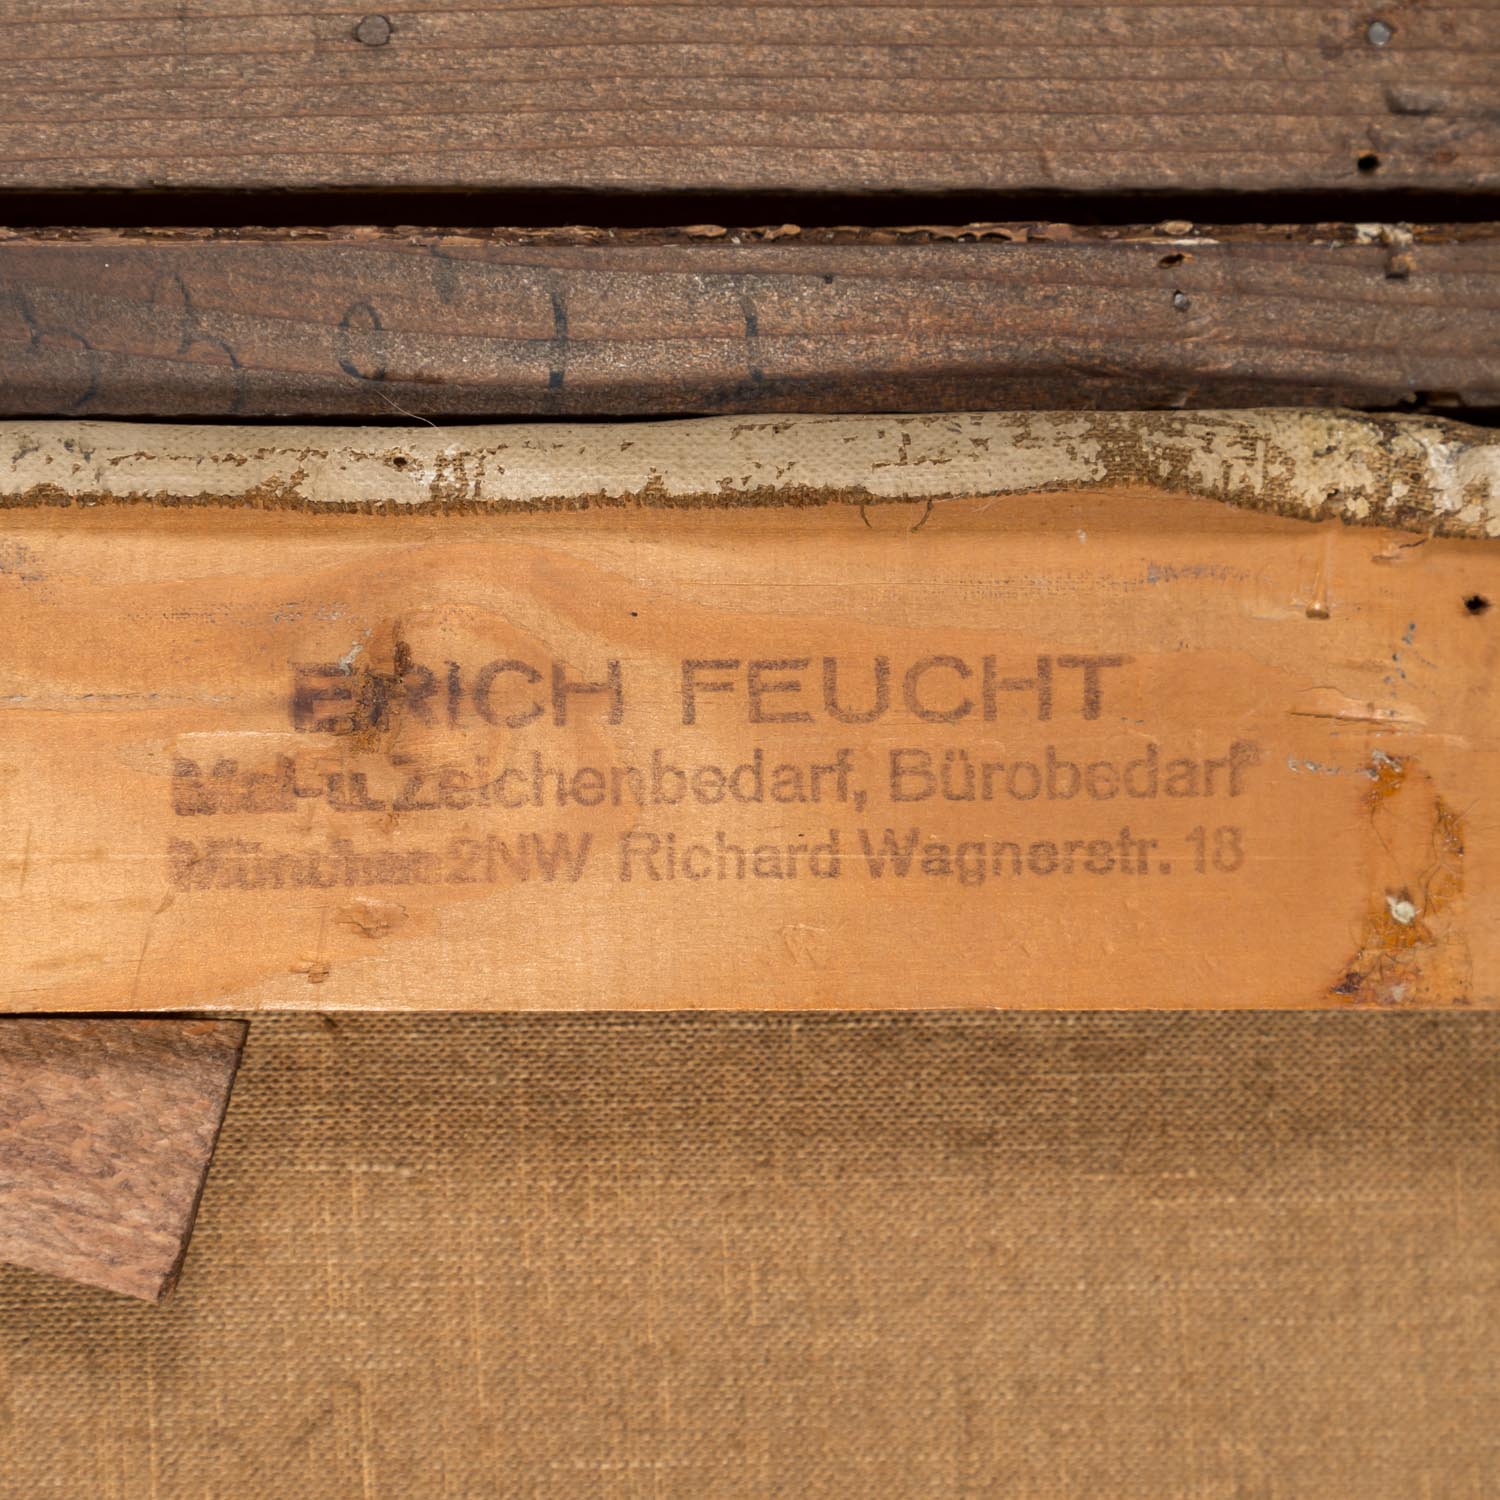 ERICH FEUCHT
Mal- u. Zeichenbedarf, Bürobedarf
München 2NW Richard Wagnerstr. 18